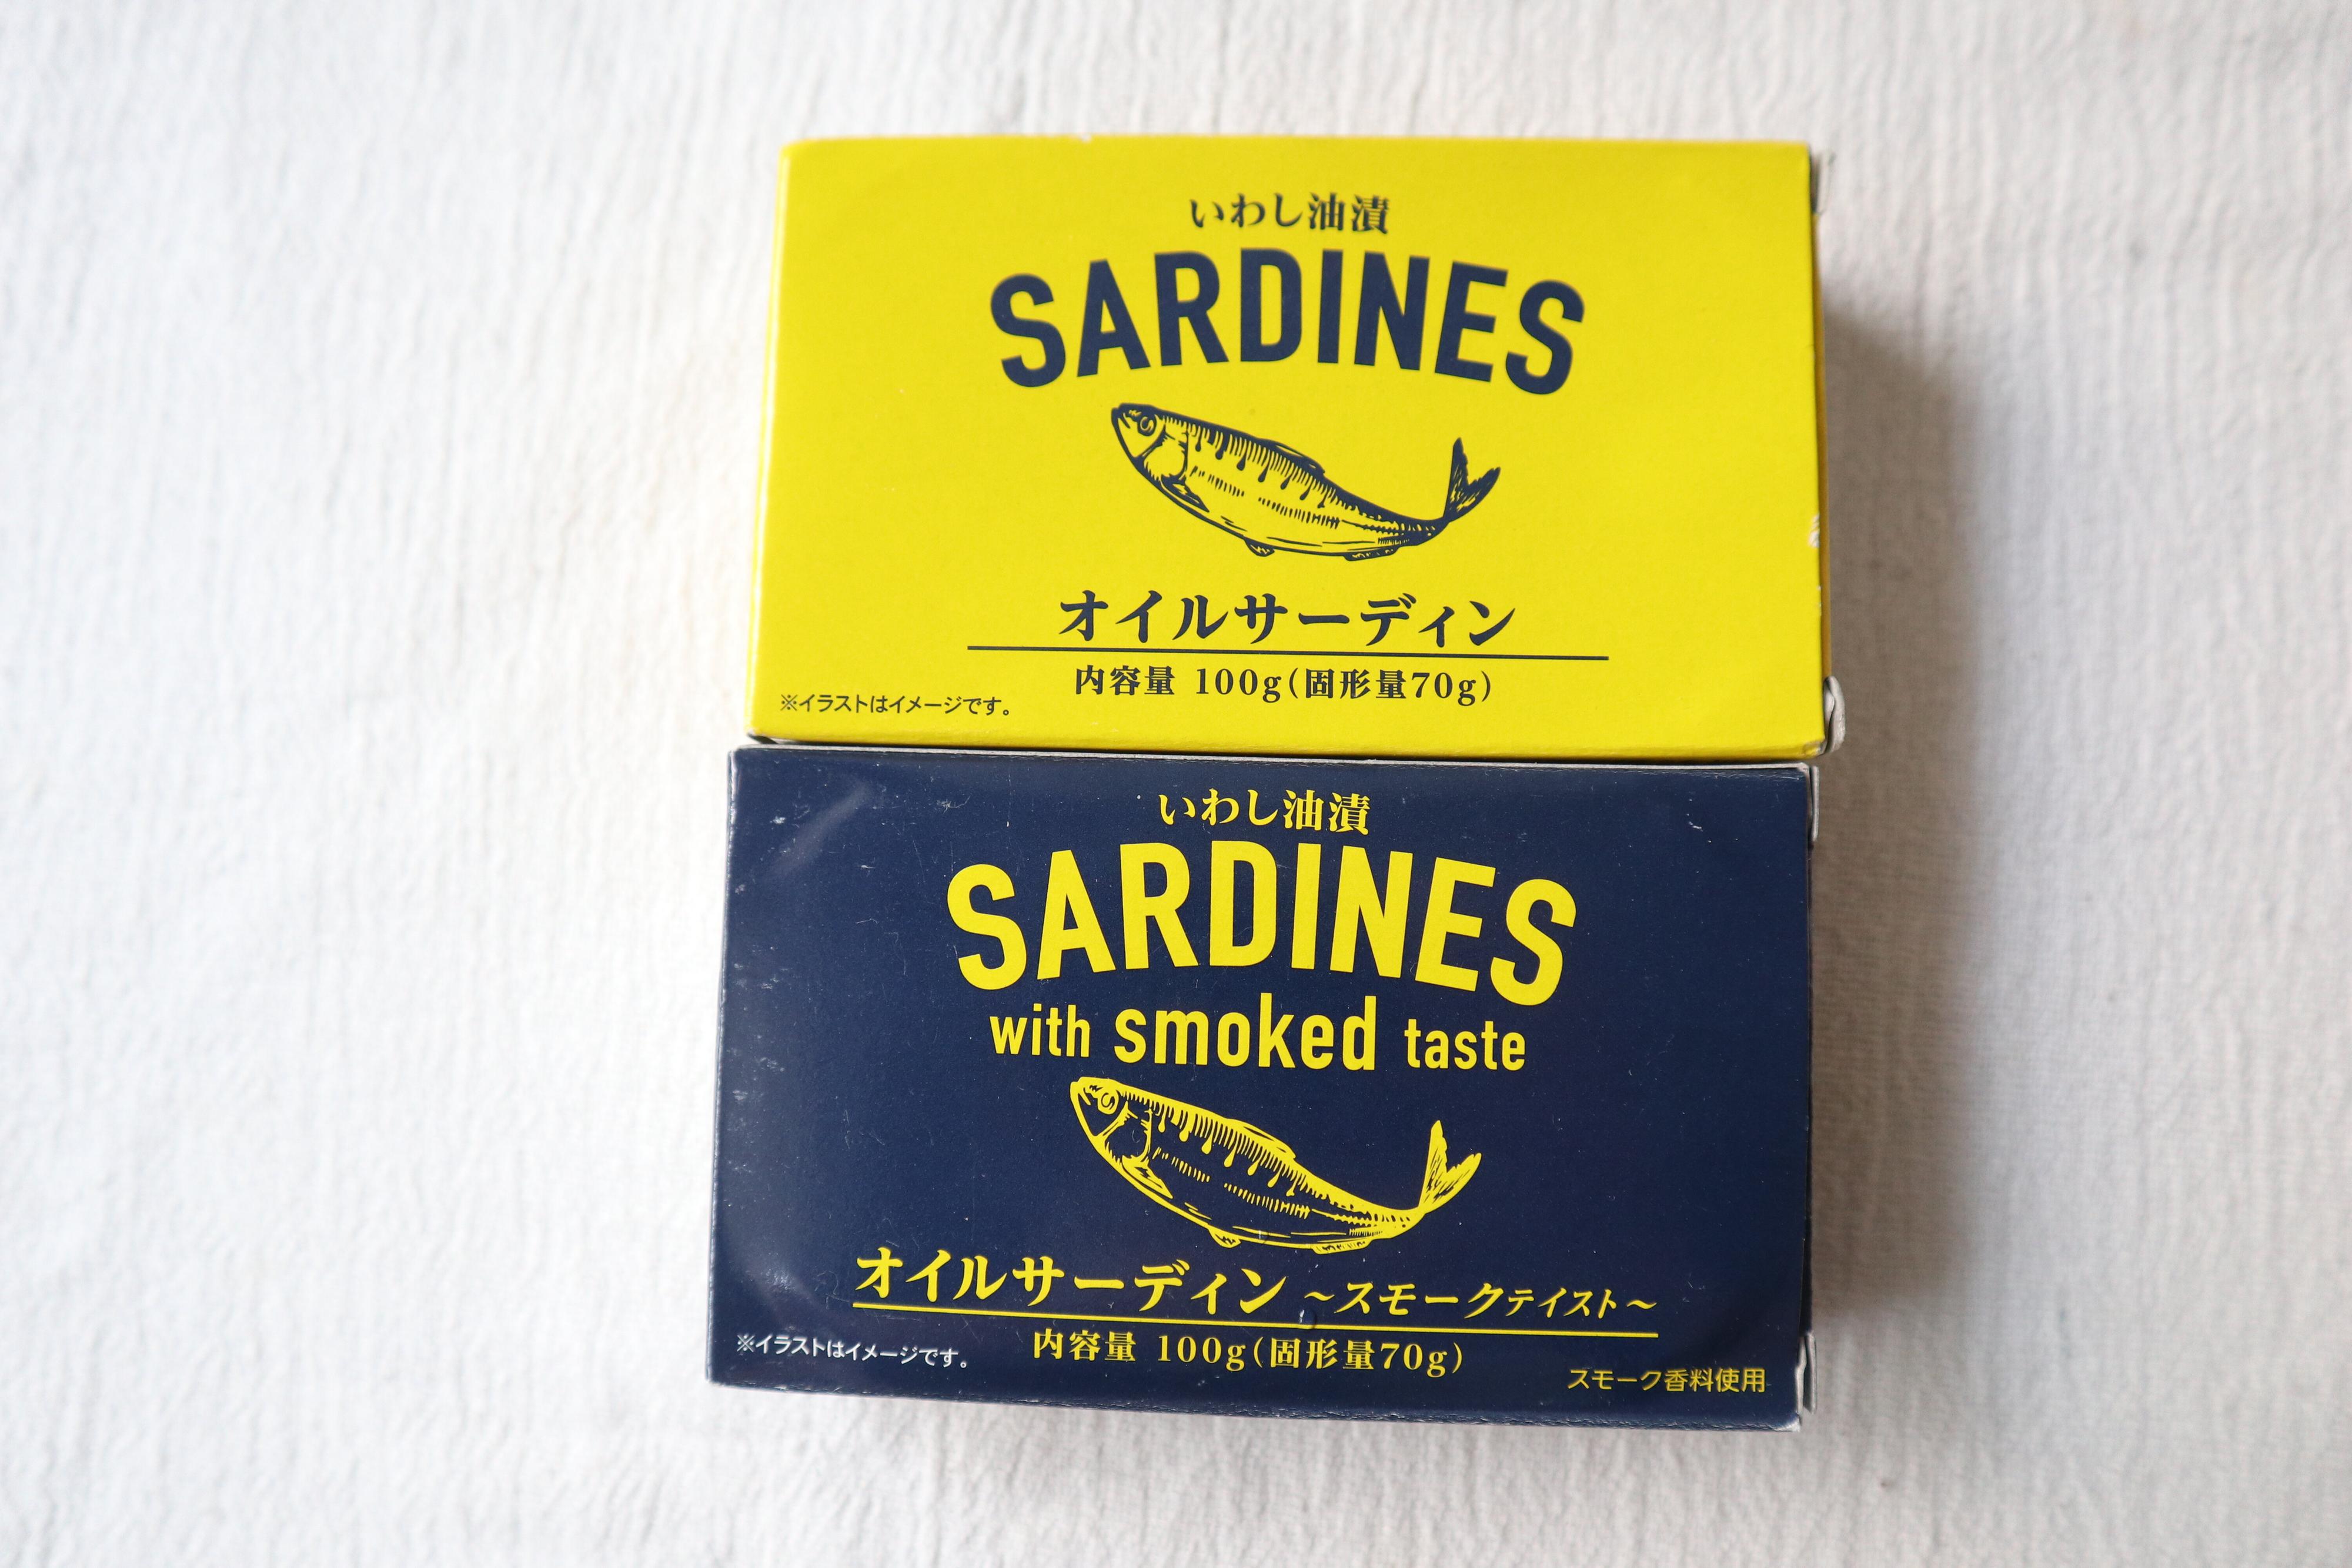 いわし油漬
SARDINES
オイルサーディン
内容量 100g(固形量70g)
※イラストはイメージです。
いわし油漬
SARDINES
with smoked taste
オイルサーディン ～スモークテイスト～
内容量 100g(固形量70g)
※イラストはイメージです。
スモーク香料使用